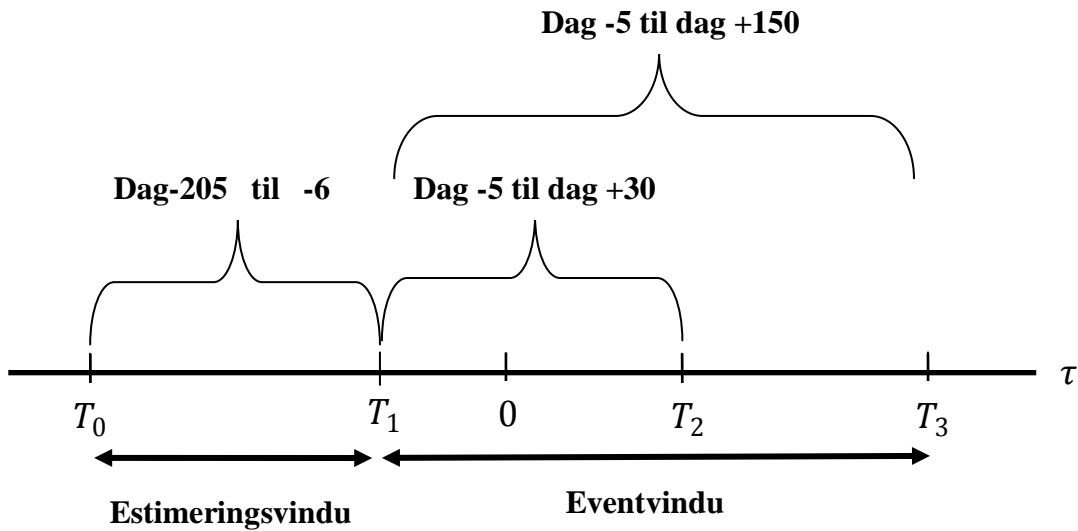 Dag -5 til dag +150
Dag-205 til -6
Dag -5 til dag +30
τ
T₀
T₁
0
T₂
T₃
Estimeringsvindu
Eventvindu